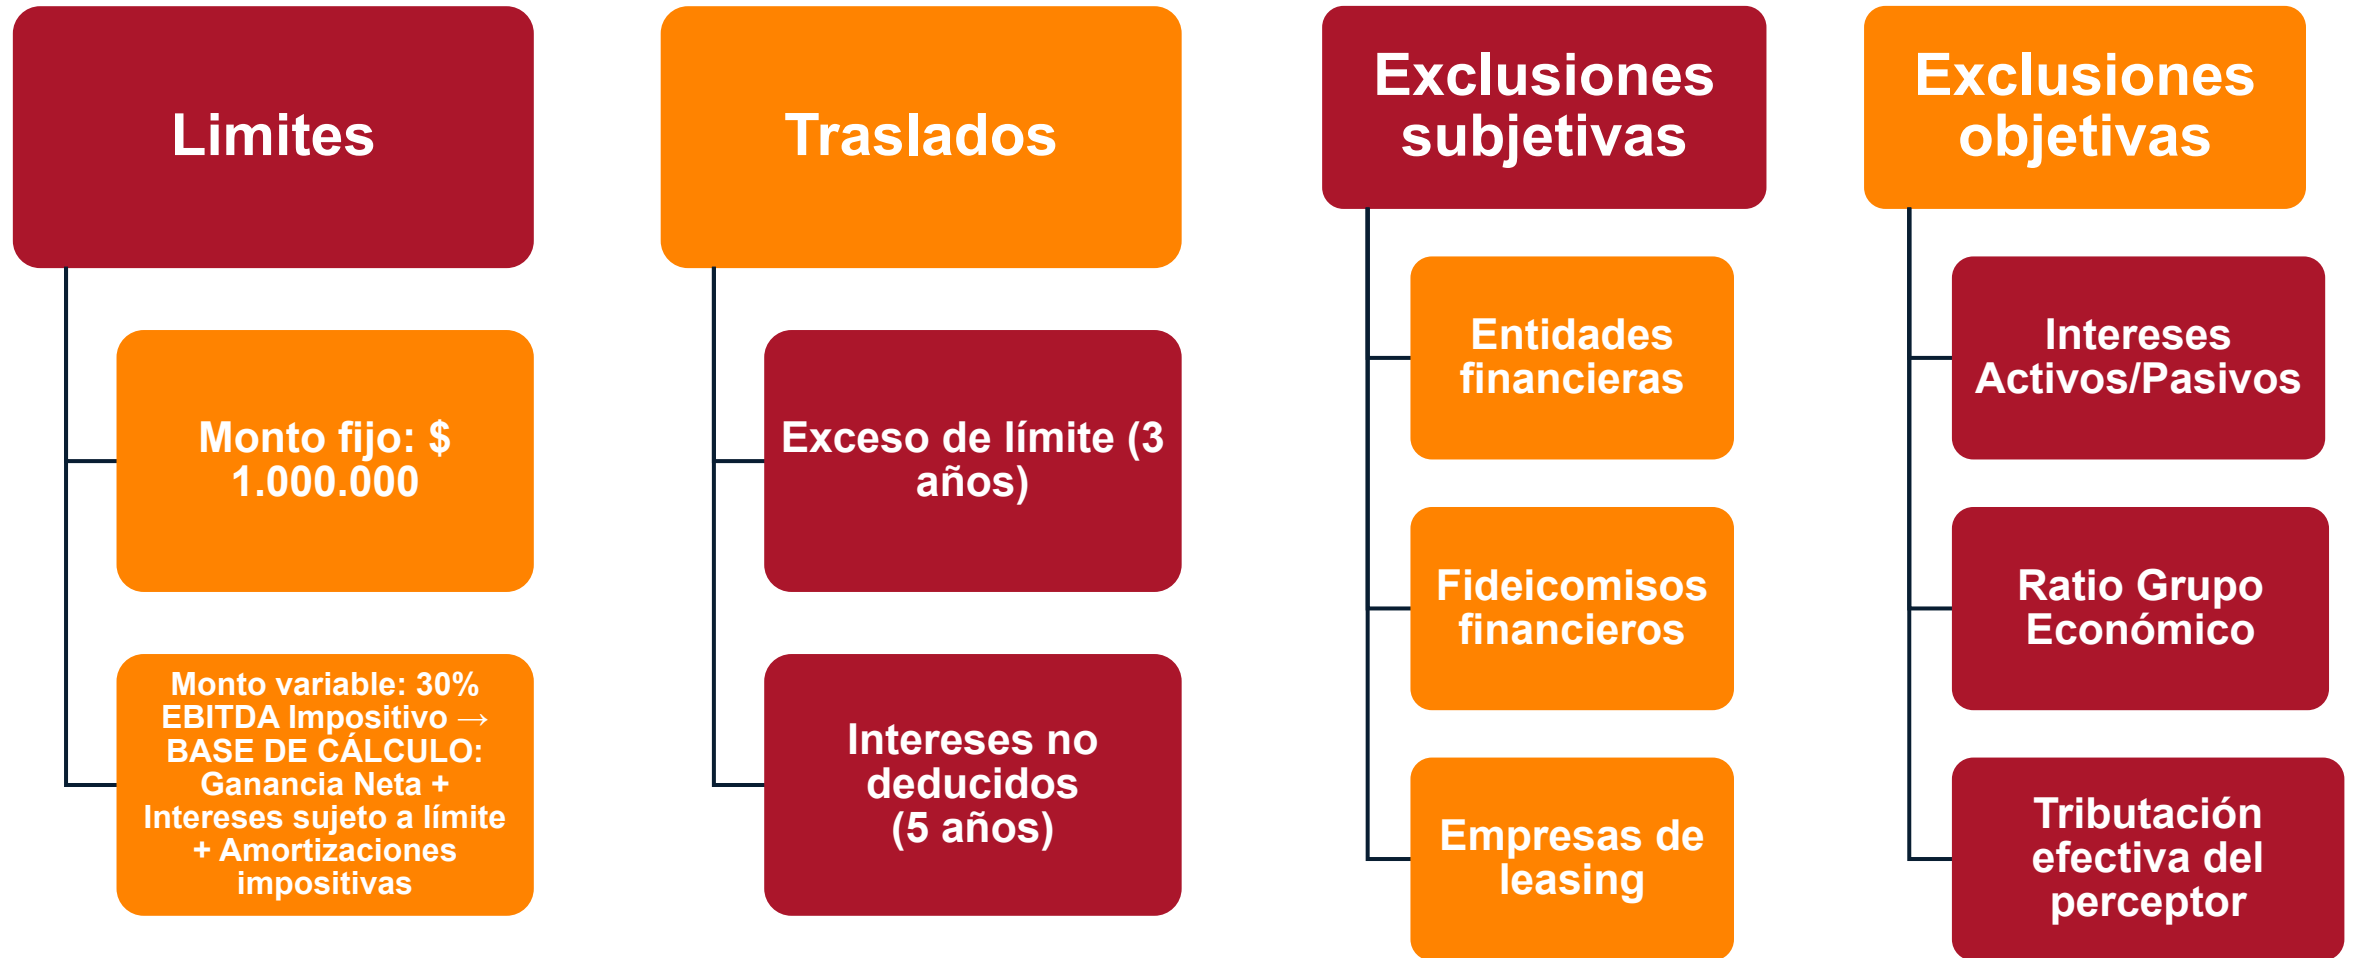 Limites
Monto fijo: $
1.000.000
Monto variable: 30%
EBITDA Impositivo →
BASE DE CÁLCULO:
Ganancia Neta +
Intereses sujeto a límite
+ Amortizaciones
impositivas
Traslados
Exceso de límite (3
años)
Intereses no
deducidos
(5 años)
Exclusiones
subjetivas
Entidades
financieras
Fideicomisos
financieros
Empresas de
leasing
Exclusiones
objetivas
Intereses
Activos/Pasivos
Ratio Grupo
Económico
Tributación
efectiva del
perceptor